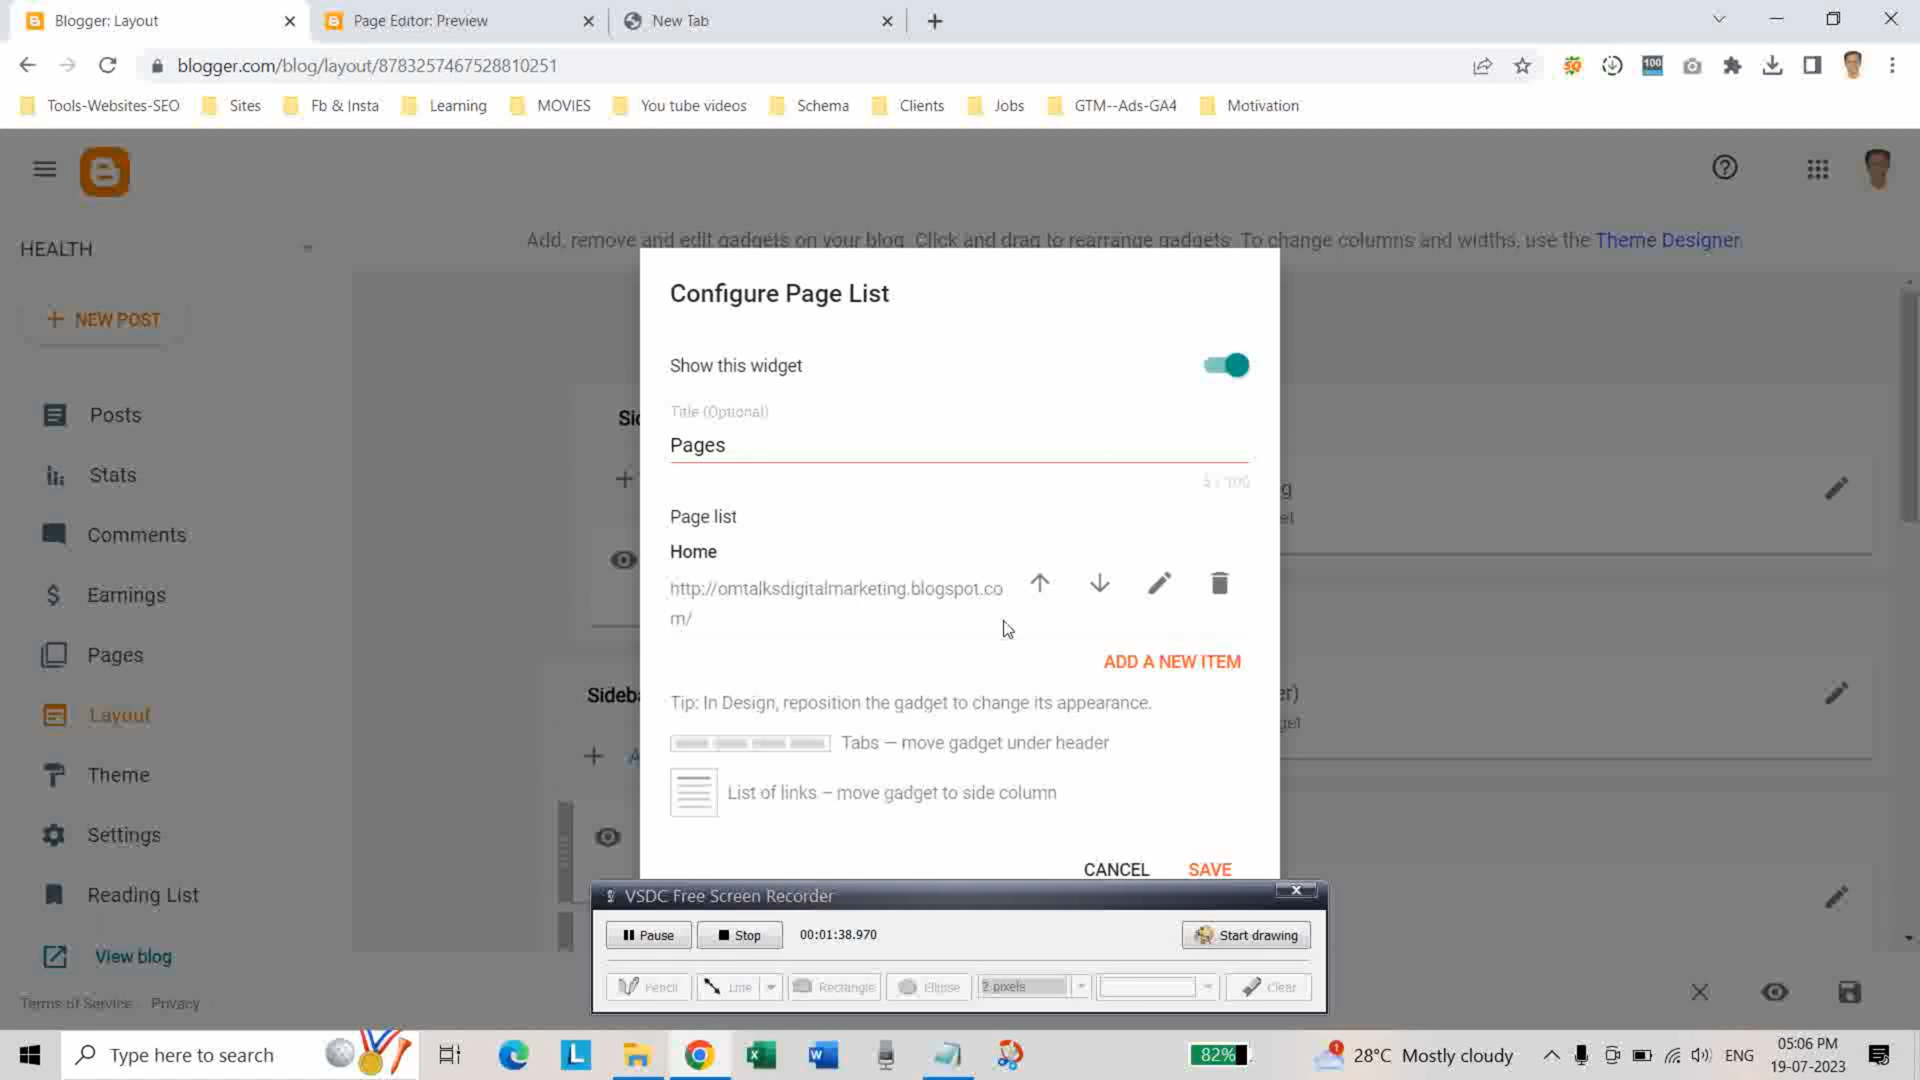 Blogger: Layout
Page Editor: Preview
New Tab
blogger.com/blog/layout/8783257467528810251
100
Tools-Websites-SEO
Sites
Fb & Insta
Learning
MOVIES
You tube videos
Schema
Clients
Jobs
GTM--Ads-GA4
Motivation
HEALTH
Add, remove and edit gadgets on your blog. Click and drag to rearrange gadgets. To change columns and widths, use the Theme Designer.
NEW POST
Posts
Stats
Comments
Earnings
Pages
Layout
Theme
Settings
Reading List
View blog
Terms of Service
Privacy
Configure Page List
Show this widget
Title (Optional)
Pages
5 / 100
Page list
Home
http://omtalksdigitalmarketing.blogspot.co
m/
ADD A NEW ITEM
Tip: In Design, reposition the gadget to change its appearance.
Tabs — move gadget under header
List of links – move gadget to side column
CANCEL
SAVE
VSDC Free Screen Recorder
Pause
Stop
00:01:38.970
Start drawing
Pencil
Line
Rectangle
Ellipse
2 pixels
Clear
Type here to search
82%
1
28°C Mostly cloudy
ENG
05:06 PM
19-07-2023